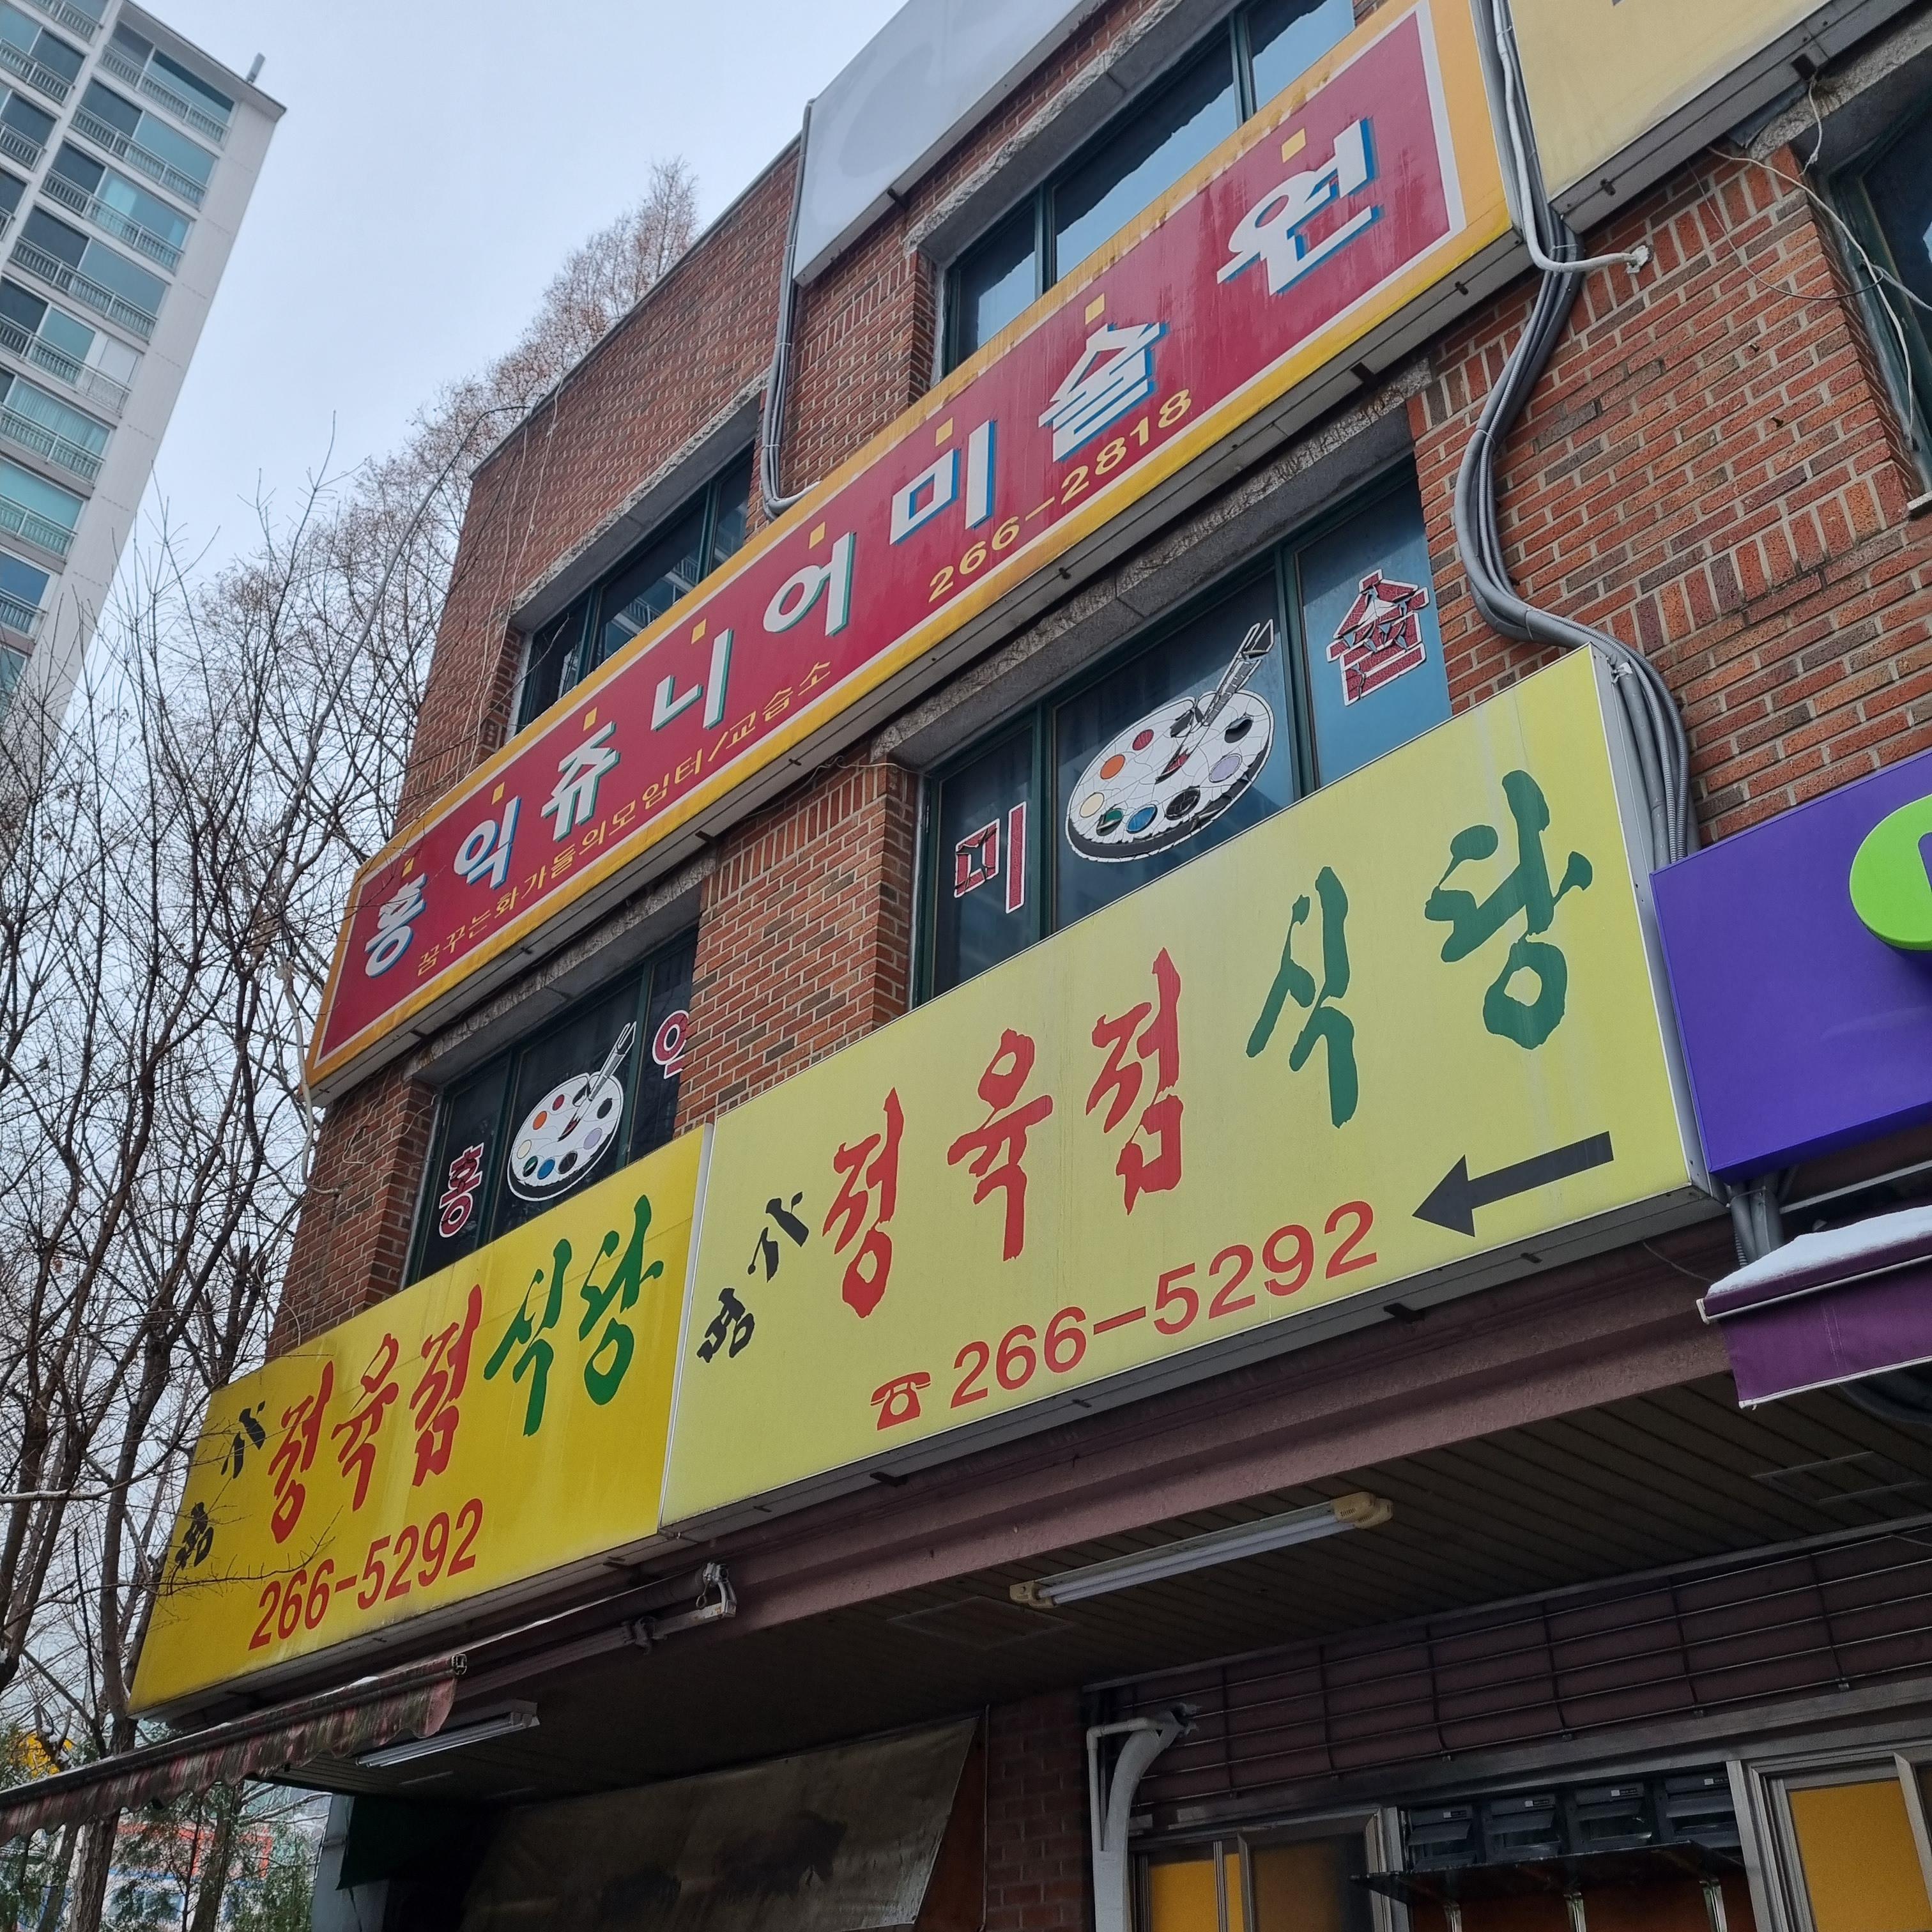 홍익쥬니어미술원
266-2818
꿈꾸는화가들의모임터/교습소
홍 익
미 술
정육점식당
266-5292
정육점식당
266-5292